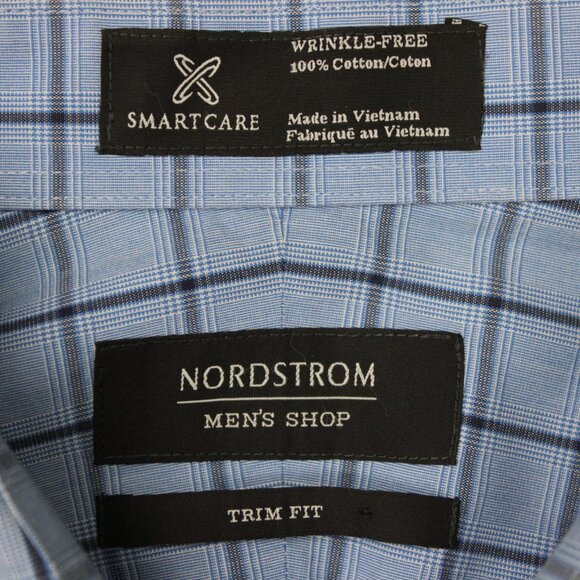 WRINKLE-FREE
100% Cotton/Coton
SMARTCARE
Made in Vietnam
Fabriqué au Vietnam
NORDSTROM
MEN'S SHOP
TRIM FIT